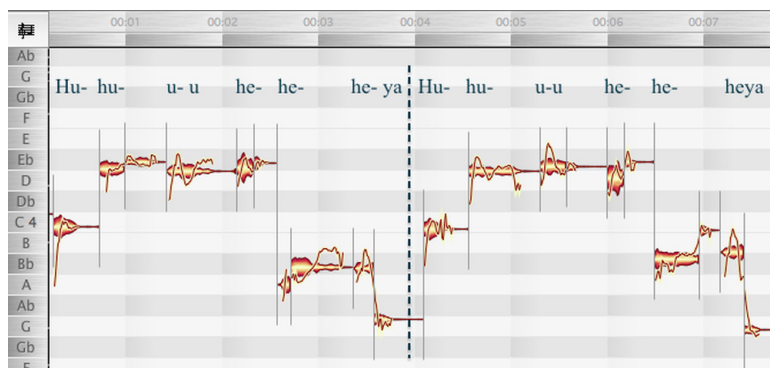 00:01 00:02 00:03 00:04 00:05 00:06 00:07
Ab
G
Hu- hu- u- u he- he- he- ya Hu- hu- u-u he- he- heya
Gb
F
E
Eb
D
Db
C 4
B
Bb
A
Ab
G
Gb